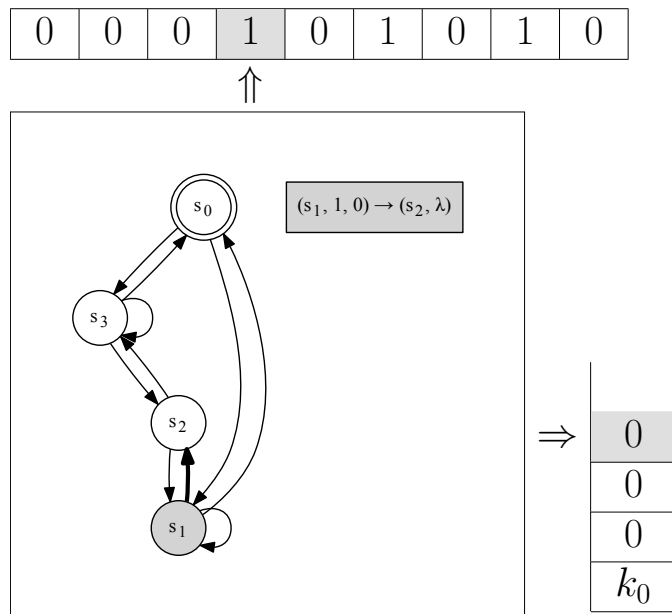 0 0 0 1 0 1 0 1 0
⇑
s0
(s1, 1, 0) → (s2, λ)
s3
s2
s1
⇒
0
0
0
k0